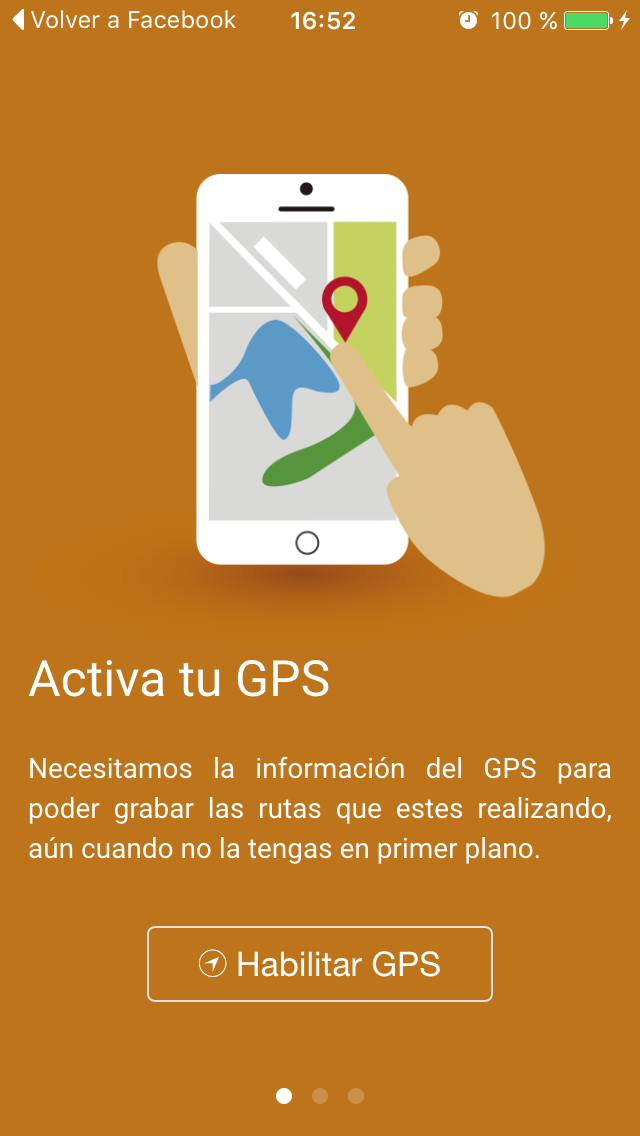 Volver a Facebook 16:52 100 %
Activa tu GPS
Necesitamos la información del GPS para
poder grabar las rutas que estes realizando,
aún cuando no la tengas en primer plano.
Habilitar GPS